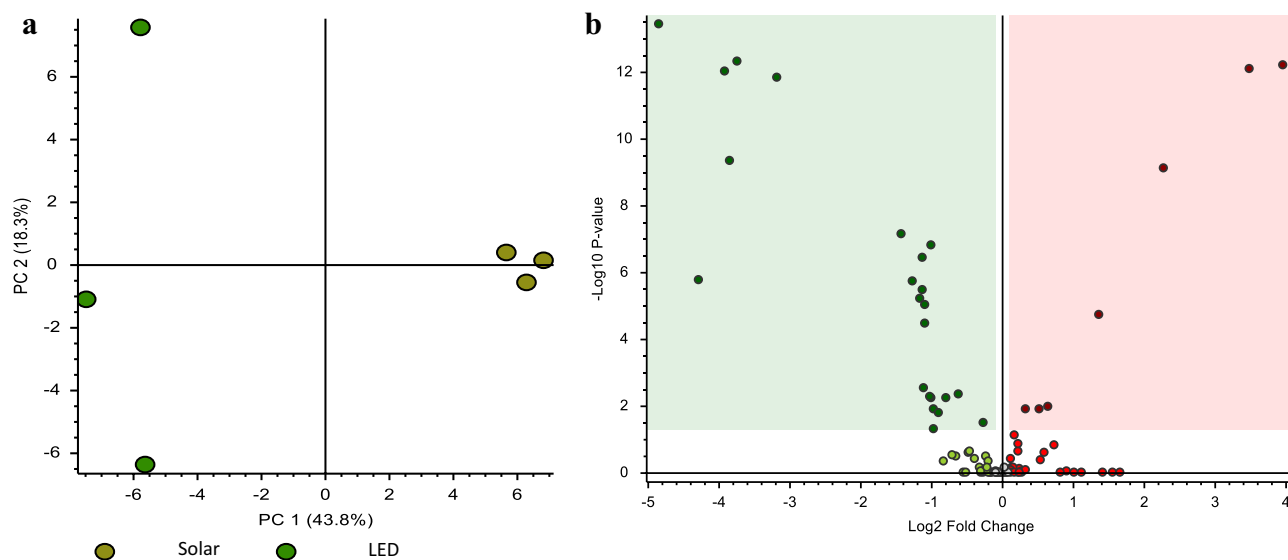 a
6
4
2
0
-2
-4
-6
PC 2 (18.3%)
-6 -4 -2 0 2 4 6
PC 1 (43.8%)
Solar LED
b
12
10
8
6
4
2
0
-Log10 P-value
-5 -4 -3 -2 -1 0 1 2 3 4
Log2 Fold Change